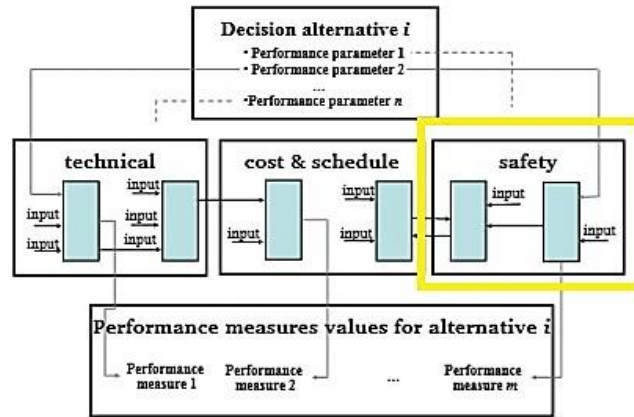 Decision alternative i
• Performance parameter 1
• Performance parameter 2
...
•Performance parameter n
technical
input
input
input
input
input
input
cost & schedule
input
input
input
safety
input
input
Performance measures values for alternative i
Performance
measure 1
Performance
measure 2
...
Performance
measure m